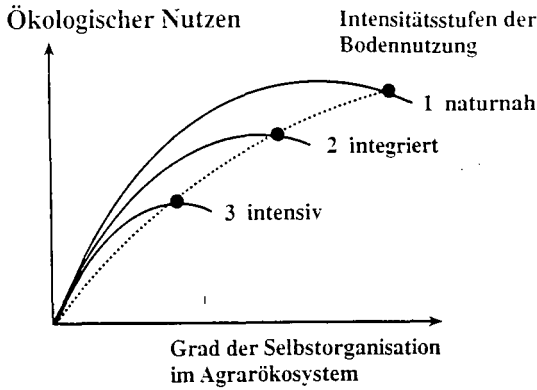 Ökologischer Nutzen
Intensitätsstufen der
Bodennutzung
1 naturnah
2 integriert
3 intensiv
Grad der Selbstorganisation
im Agrarökosystem